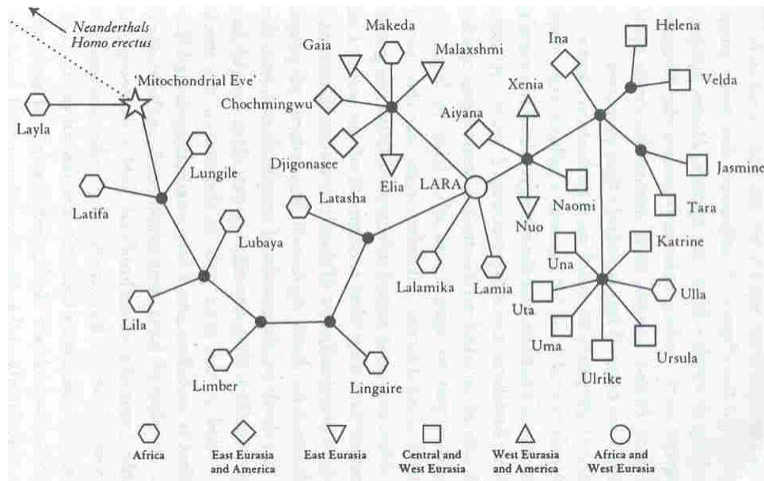 Neanderthals
Homo erectus
'Mitochondrial Eve'
Layla
Lungile
Latifa
Lubaya
Lila
Limber
Lingaire
Latasha
Makeda
Gaia
Malaxshmi
Chochmingwu
Djigonasee
Elia
LARA
Lalamika
Lamia
Xenia
Aiyana
Naomi
Nuo
Ina
Helena
Velda
Jasmine
Tara
Katrine
Una
Ulla
Uta
Uma
Ursula
Ulrike
Africa
East Eurasia
and America
East Eurasia
Central and
West Eurasia
West Eurasia
and America
Africa and
West Eurasia